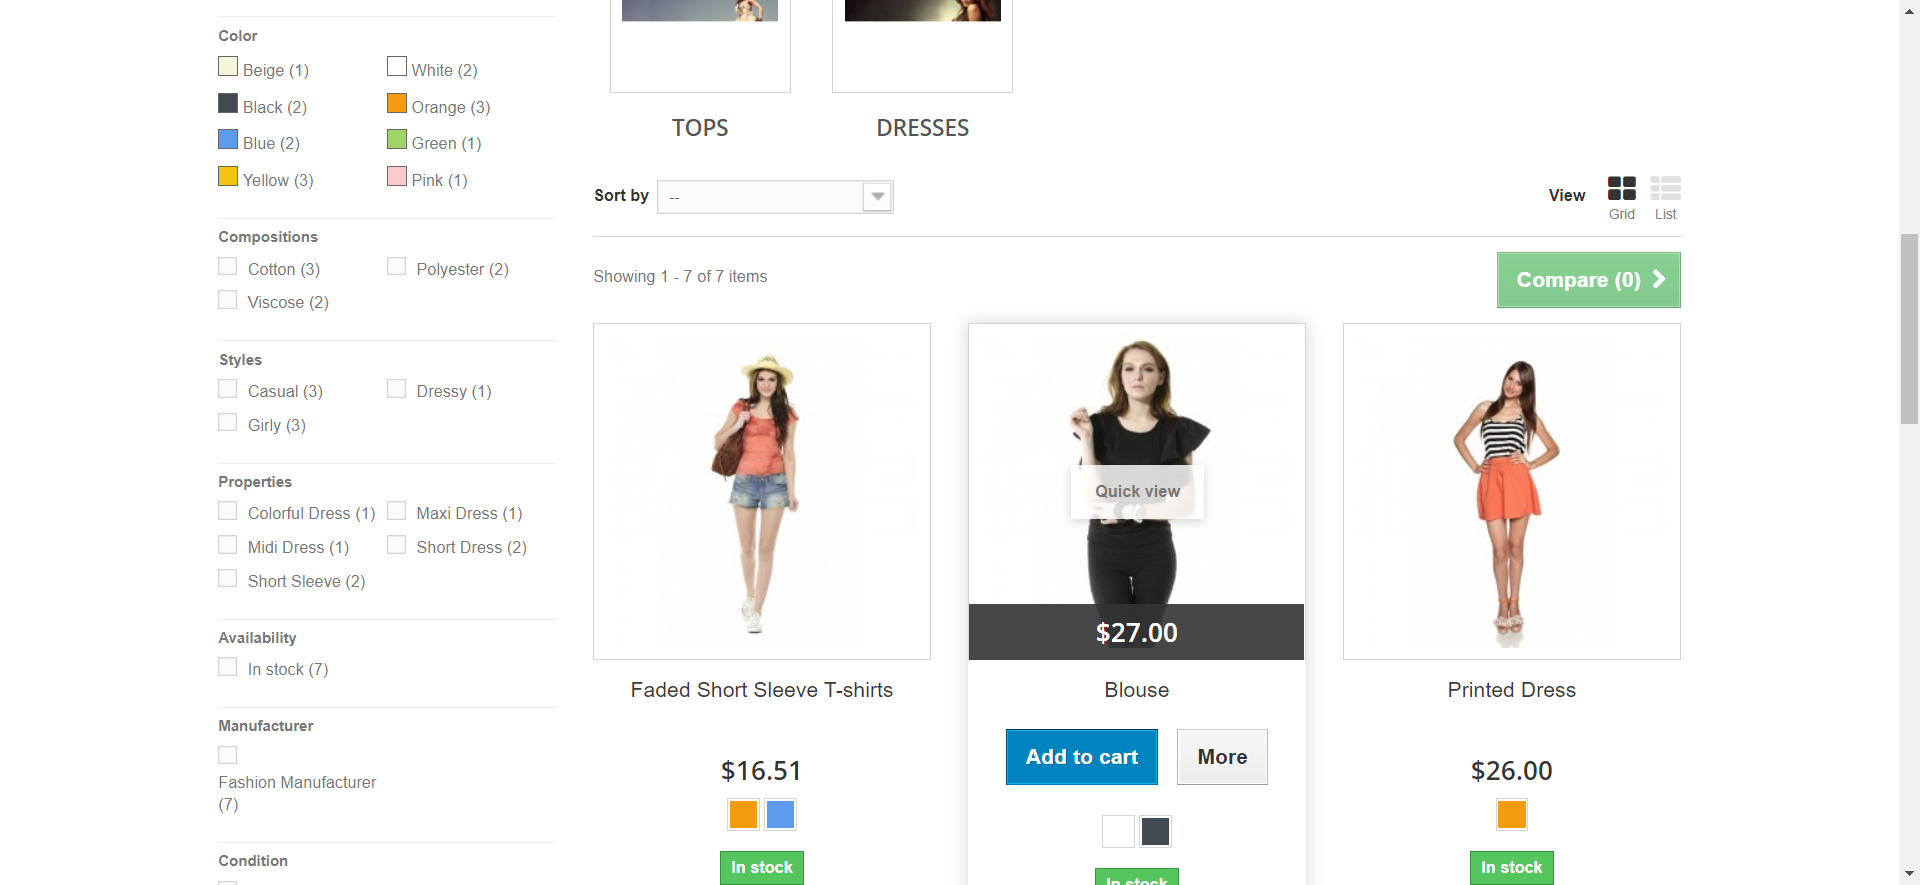 Color
Beige (1)
White (2)
Black (2)
Orange (3)
Blue (2)
Green (1)
Yellow (3)
Pink (1)
Compositions
Cotton (3)
Polyester (2)
Viscose (2)
Styles
Casual (3)
Dressy (1)
Girly (3)
Properties
Colorful Dress (1)
Maxi Dress (1)
Midi Dress (1)
Short Dress (2)
Short Sleeve (2)
Availability
In stock (7)
Manufacturer
Fashion Manufacturer
(7)
Condition
TOPS
DRESSES
Sort by
--
View
Grid
List
Showing 1 - 7 of 7 items
Compare (0)
Faded Short Sleeve T-shirts
$16.51
In stock
Quick view
$27.00
Blouse
Add to cart
More
In stock
Printed Dress
$26.00
In stock